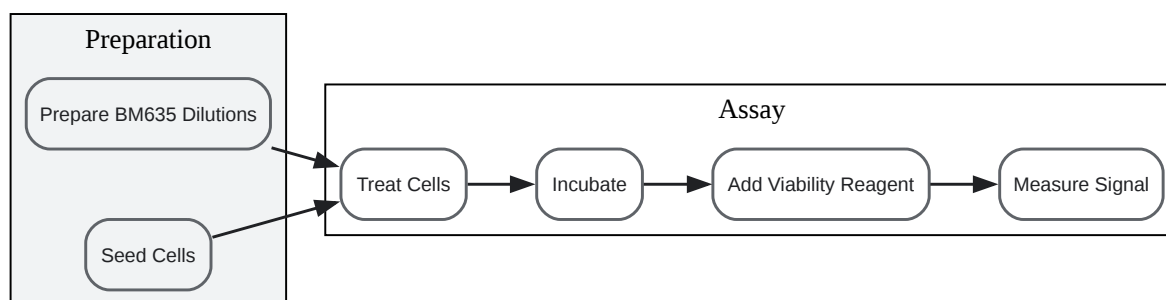 Preparation
Prepare BM635 Dilutions
Seed Cells
Assay
Treat Cells
Incubate
Add Viability Reagent
Measure Signal